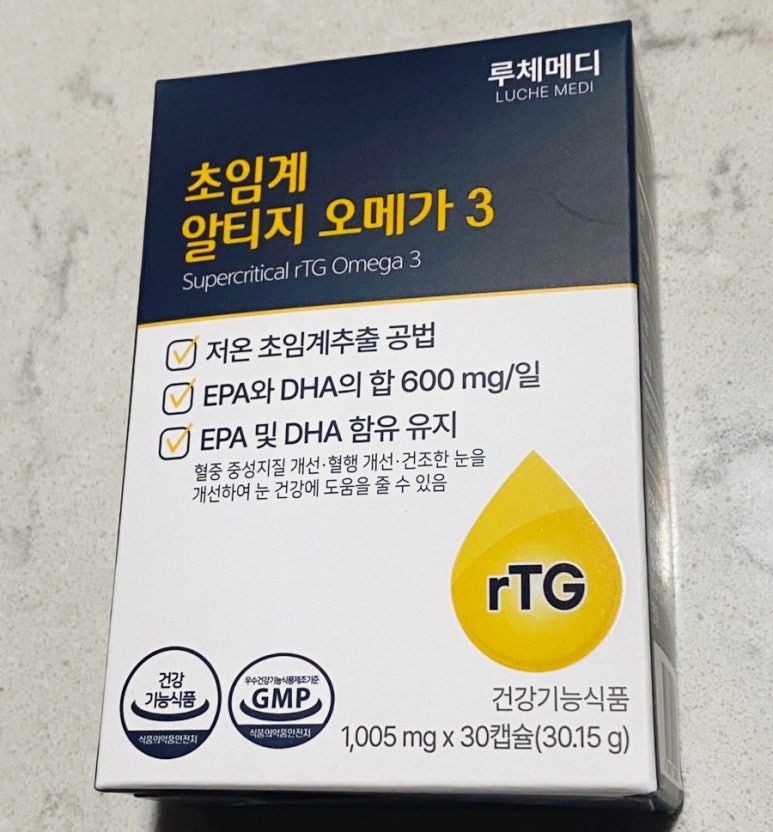 루체메디
LUCHE MEDI
초임계
알티지 오메가 3
Supercritical rTG Omega 3
저온 초임계추출 공법
EPA와 DHA의 합 600 mg/일
EPA 및 DHA 함유 유지
혈중 중성지질 개선·혈행 개선·건조한 눈을
개선하여 눈 건강에 도움을 줄 수 있음
rTG
건강
기능식품
식품의약품안전처
우수건강기능식품제조기준
GMP
식품의약품안전처
건강기능식품
1,005 mg x 30캡슐(30.15 g)